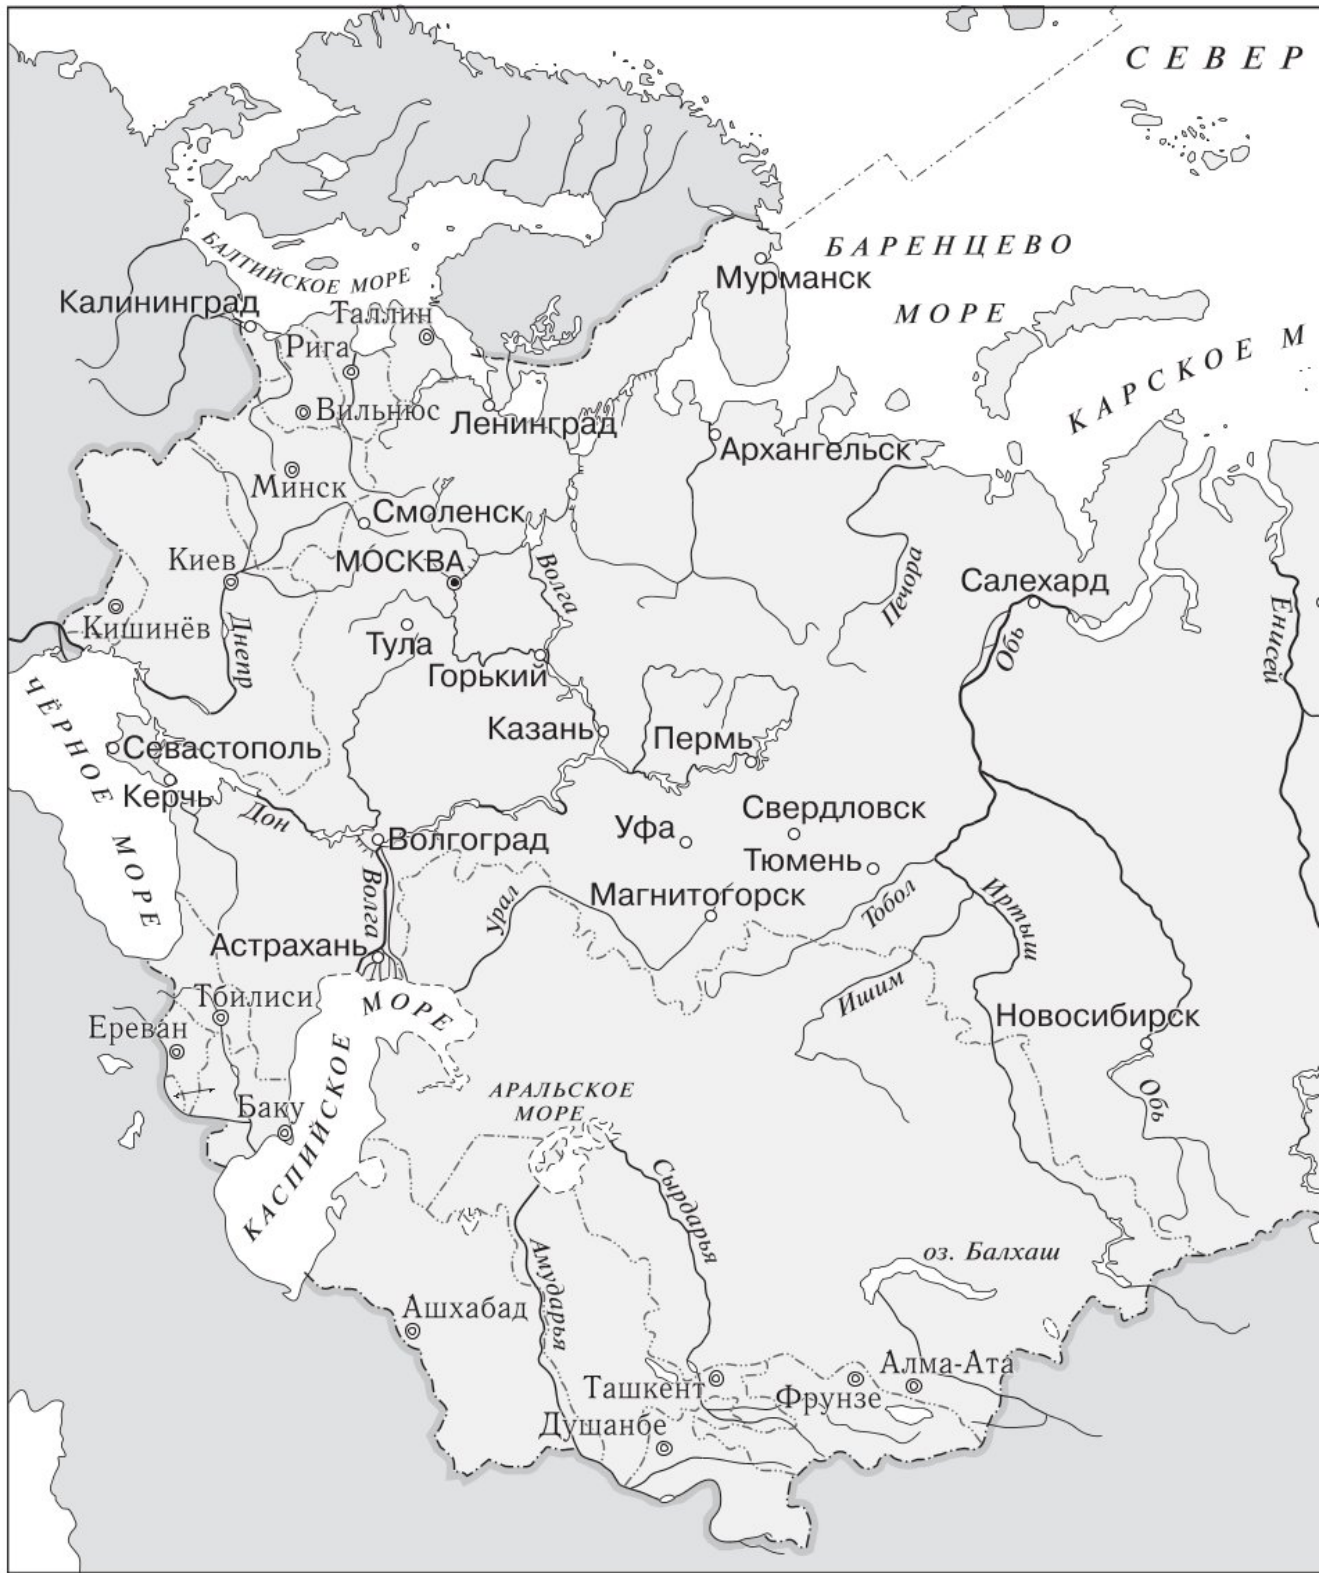 СЕВЕР
БАРЕНЦЕВО
МОРЕ
КАРСКОЕ М
БАЛТИЙСКОЕ МОРЕ
Мурманск
Калининград
Таллин
Рига
Вильнюс
Ленинград
Архангельск
Минск
Смоленск
Киев
МОСКВА
Волга
Печора
Салехард
Обь
Енисей
Кишинёв
Днепр
Тула
Горький
ЧЁРНОЕ МОРЕ
Севастополь
Казань
Пермь
Керчь
Дон
Волгоград
Уфа
Свердловск
Тюмень
Волга
Урал
Магнитогорск
Тобол
Иртыш
Астрахань
Ишим
Тбилиси
Ереван
Новосибирск
Обь
Баку
КАСПИЙСКОЕ МОРЕ
АРАЛЬСКОЕ
МОРЕ
Сырдарья
Амударья
оз. Балхаш
Ашхабад
Ташкент
Фрунзе
Алма-Ата
Душанбе